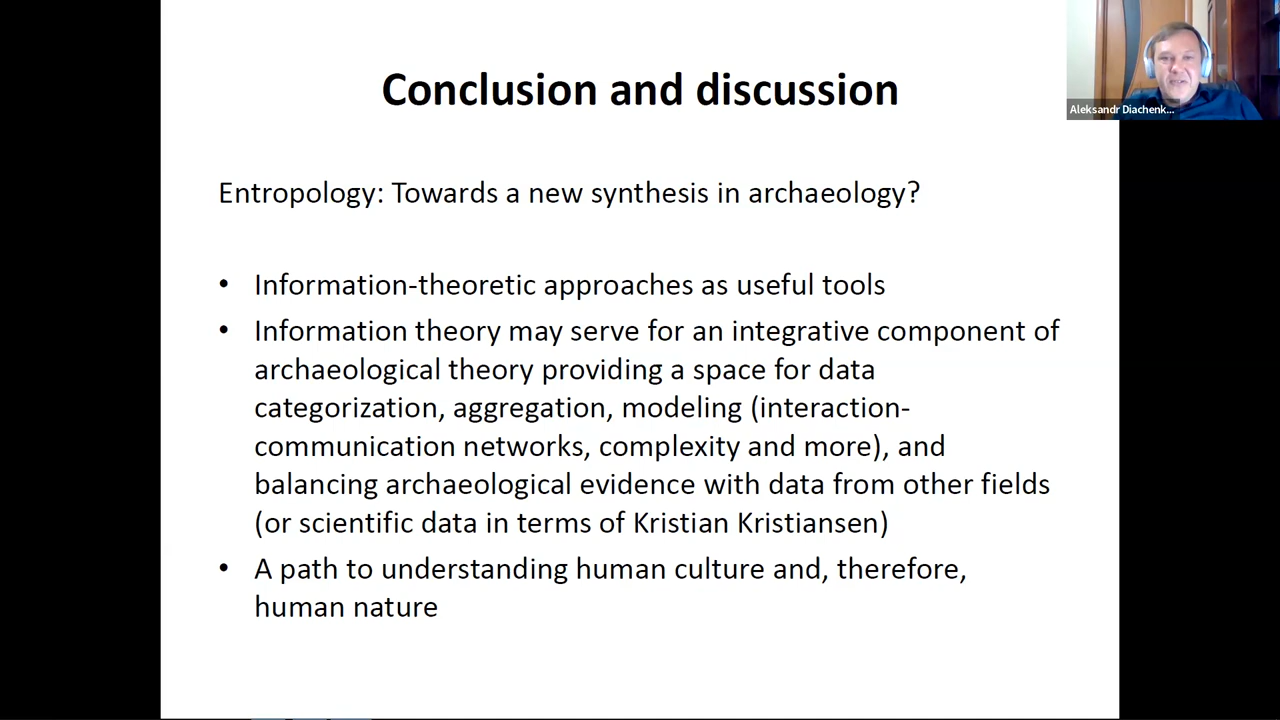 Conclusion and discussion
Aleksandr Diachenk...
Entropology: Towards a new synthesis in archaeology?
• Information-theoretic approaches as useful tools
• Information theory may serve for an integrative component of
archaeological theory providing a space for data
categorization, aggregation, modeling (interaction-
communication networks, complexity and more), and
balancing archaeological evidence with data from other fields
(or scientific data in terms of Kristian Kristiansen)
• A path to understanding human culture and, therefore,
human nature